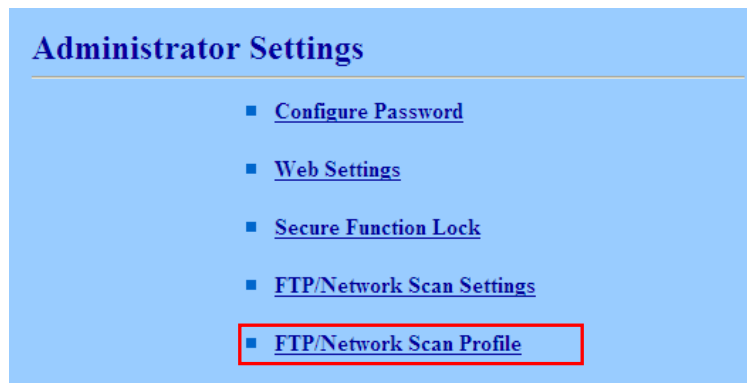 Administrator Settings
Configure Password
Web Settings
Secure Function Lock
FTP/Network Scan Settings
FTP/Network Scan Profile